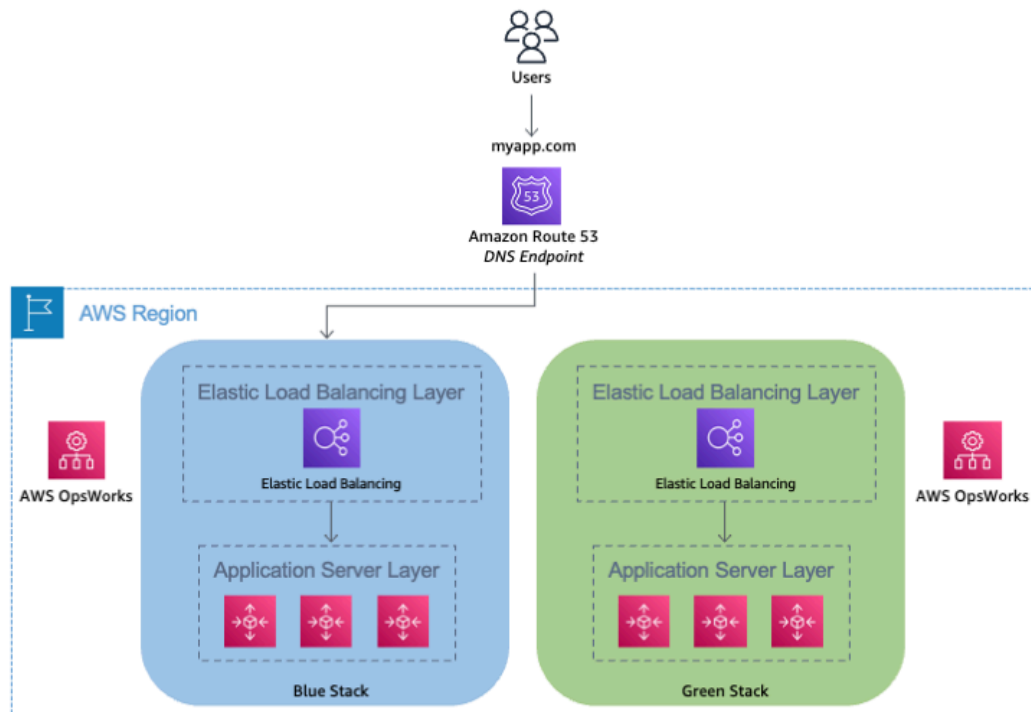 Users
myapp.com
53
Amazon Route 53
DNS Endpoint
AWS Region
Elastic Load Balancing Layer
Elastic Load Balancing
AWS OpsWorks
Application Server Layer
Blue Stack
Elastic Load Balancing Layer
Elastic Load Balancing
AWS OpsWorks
Application Server Layer
Green Stack